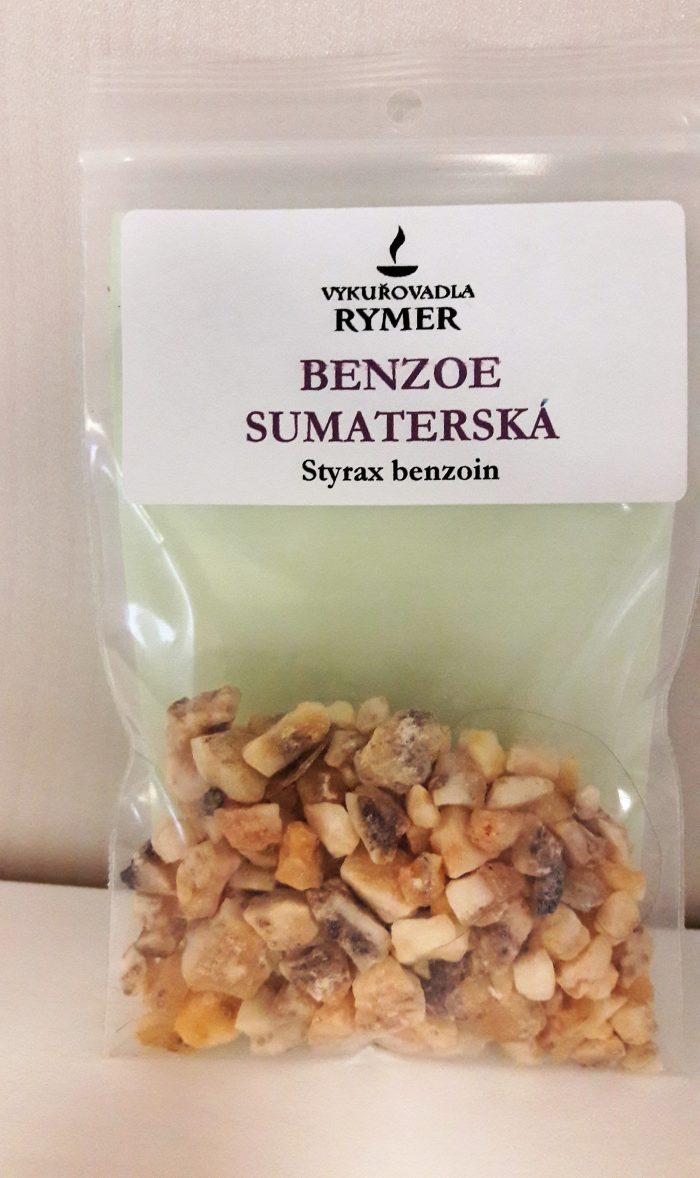 VYKUŘOVADLA
RYMER
BENZOE
SUMATERSKÁ
Styrax benzoin